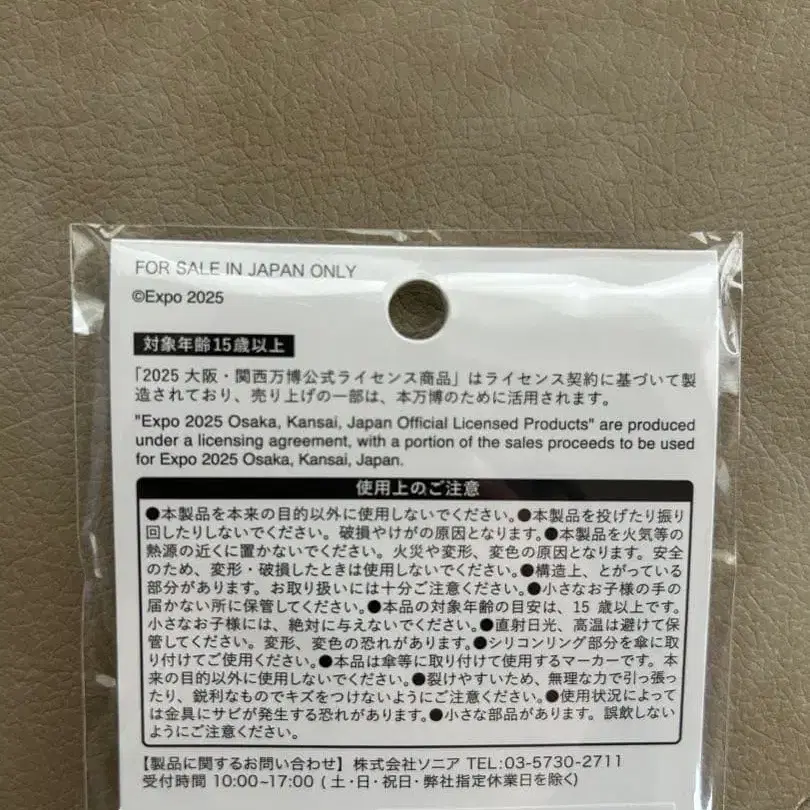 FOR SALE IN JAPAN ONLY
©Expo 2025
対象年齢15歳以上
「2025 大阪・関西万博公式ライセンス商品」はライセンス契約に基づいて製
造されており、売り上げの一部は、本万博のために活用されます。
"Expo 2025 Osaka, Kansai, Japan Official Licensed Products" are produced
under a licensing agreement, with a portion of the sales proceeds to be used
for Expo 2025 Osaka, Kansai, Japan.
使用上のご注意
●本製品を本来の目的以外に使用しないでください。●本製品を投げたり振り
回したりしないでください。破損やけがの原因となります。●本製品を火気等の
熱源の近くに置かないでください。火災や変形、変色の原因となります。安全
のため、変形・破損したときは使用しないでください。●構造上、とがっている
部分があります。お取り扱いには十分ご注意ください。●小さなお子様の手の
届かない所に保管してください。●本品の対象年齢の目安は、15 歳以上です。
小さなお子様には、絶対に与えないでください。●直射日光、高温は避けて保
管してください。変形、変色の恐れがあります。●シリコンリング部分を傘に取
り付けてご使用ください。●本品は傘等に取り付けて使用するマーカーです。本
来の目的以外に使用しないでください。●裂けやすいため、無理な力で引っ張っ
たり、鋭利なものでキズをつけないようにご注意ください。●使用状況によって
は金具にサビが発生する恐れがあります。●小さな部品があります。誤飲しない
ようにご注意ください。
【製品に関するお問い合わせ】 株式会社ソニア TEL:03-5730-2711
受付時間 10:00~17:00 (土・日・祝日・弊社指定休業日を除く)